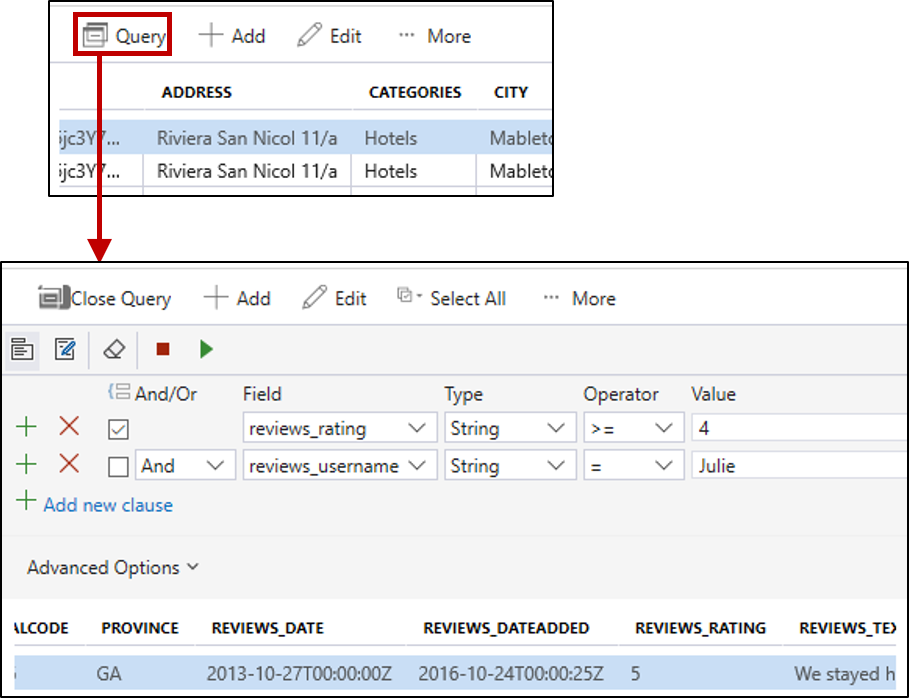 Query Add Edit ... More
ADDRESS CATEGORIES CITY
ijc3Y7... Riviera San Nicol 11/a Hotels Mableto
ijc3Y7... Riviera San Nicol 11/a Hotels Mableto
Close Query Add Edit Select All ... More
And/Or Field Type Operator Value
reviews_rating String >= 4
And reviews_username String = Julie
Add new clause
Advanced Options
ALCODE PROVINCE REVIEWS_DATE REVIEWS_DATEADDED REVIEWS_RATING REVIEWS_TEX
GA 2013-10-27T00:00:00Z 2016-10-24T00:00:25Z 5 We stayed h